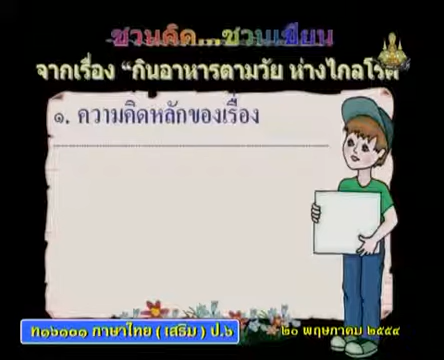 ชวนคิด...ชวนเขียน
จากเรื่อง “กินอาหารตามวัย ห่างไกลโรค
๑. ความคิดหลักของเรื่อง
ท๑๖๑๐๑ ภาษาไทย ( เสริม ) ป.๖
๒๐ พฤษภาคม ๒๕๕๔